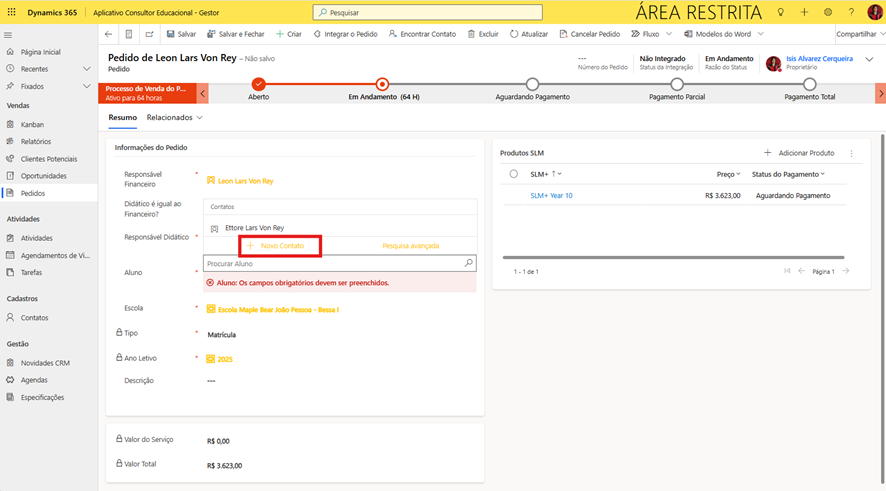 Dynamics 365
Aplicativo Consultor Educacional - Gestor
Pesquisar
ÁREA RESTRITA
Salvar
Salvar e Fechar
Criar
Integrar o Pedido
Encontrar Contato
Excluir
Atualizar
Cancelar Pedido
Fluxo
Modelos do Word
Compartilhar
Página Inicial
Recentes
Fixados
Vendas
Kanban
Relatórios
Clientes Potenciais
Oportunidades
Pedidos
Atividades
Atividades
Agendamentos de Vi...
Tarefas
Cadastros
Contatos
Gestão
Novidades CRM
Agendas
Especificações
Pedido de Leon Lars Von Rey - Não salvo
Pedido
---
Número do Pedido
Não Integrado
Status da Integração
Em Andamento
Razão do Status
Isis Alvarez Cerqueira
Proprietário
Processo de Venda do P...
Ativo para 64 horas
Aberto
Em Andamento (64 H)
Aguardando Pagamento
Pagamento Parcial
Pagamento Total
Resumo
Relacionados
Informações do Pedido
Responsável Financeiro *
Leon Lars Von Rey
Didático é igual ao Financeiro?
Contatos
Ettore Lars Von Rey
Responsável Didático *
+ Novo Contato
Pesquisa avançada
Aluno *
Procurar Aluno
Aluno: Os campos obrigatórios devem ser preenchidos.
Escola *
Escola Maple Bear João Pessoa - Bessa I
Tipo *
Matrícula
Ano Letivo *
2025
Descrição
---
Valor do Serviço
R$ 0,00
Valor Total
R$ 3.623,00
Produtos SLM
+ Adicionar Produto
SLM+ ↑
Preço
Status do Pagamento
SLM+ Year 10
R$ 3.623,00
Aguardando Pagamento
1 - 1 de 1
Página 1